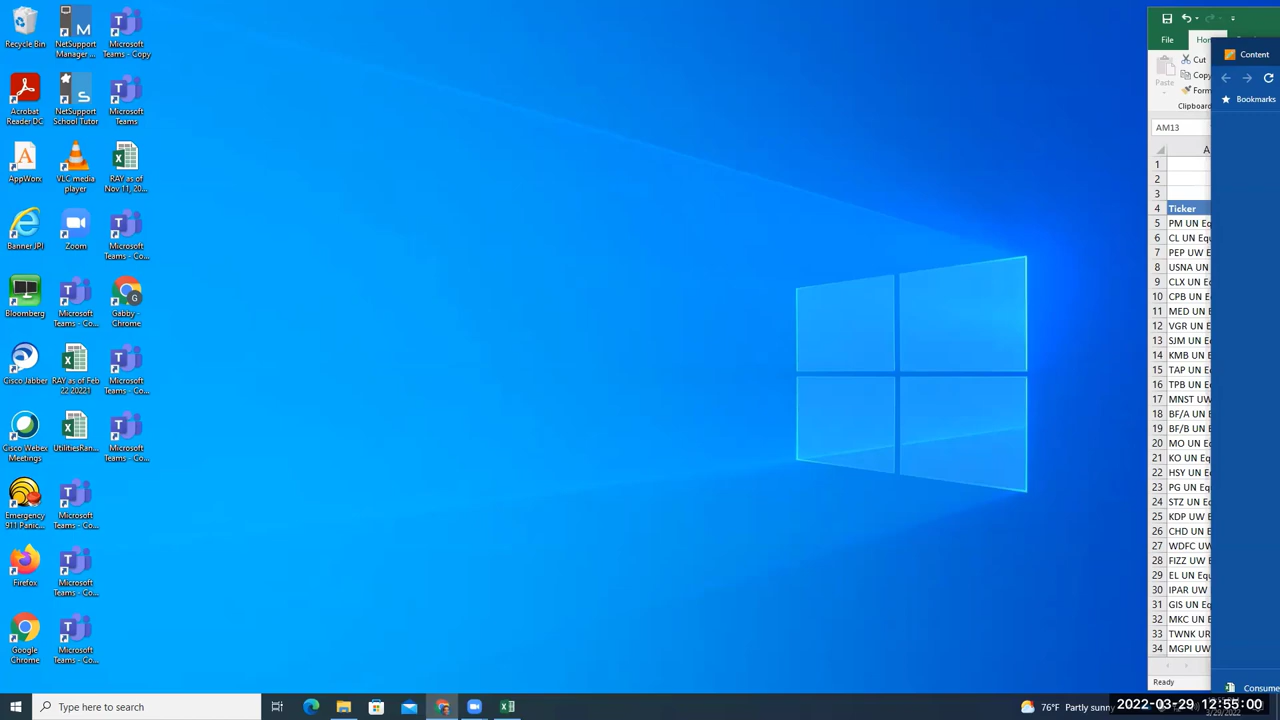 Recycle Bin
NetSupport
Manager ...
Microsoft
Teams - Copy
Acrobat
Reader DC
NetSupport
School Tutor
Microsoft
Teams
AppWorx
VLC media
player
RAY as of
Nov 11, 20...
Banner JPI
Zoom
Microsoft
Teams - Co...
Bloomberg
Microsoft
Teams - Co...
Gabby -
Chrome
Cisco Jabber
RAY as of Feb
22 20221
Microsoft
Teams - Co...
Cisco Webex
Meetings
UtilitiesRan...
Microsoft
Teams - Co...
Emergency
911 Panic...
Microsoft
Teams - Co...
Firefox
Microsoft
Teams - Co...
Google
Chrome
Microsoft
Teams - Co...
File
Paste
Cut
Copy
Form
Clipboard
AM13
A
1
2
3
4 Ticker
5 PM UN Equ
6 CL UN Equ
7 PEP UW E
8 USNA UN
9 CLX UN E
10 CPB UN E
11 MED UN E
12 VGR UN E
13 SJM UN E
14 KMB UN E
15 TAP UN E
16 TPB UN E
17 MNST UW
18 BF/A UN E
19 BF/B UN E
20 MO UN Eq
21 KO UN Equ
22 HSY UN E
23 PG UN Equ
24 STZ UN E
25 KDP UW E
26 CHD UN E
27 WDFC UW
28 FIZZ UW E
29 EL UN Equ
30 IPAR UW
31 GIS UN Eq
32 MKC UN E
33 TWNK UR
34 MGPI UW
Ready
Content
Bookmarks
Consume
Type here to search
76°F Partly sunny
2022-03-29 12:55:00